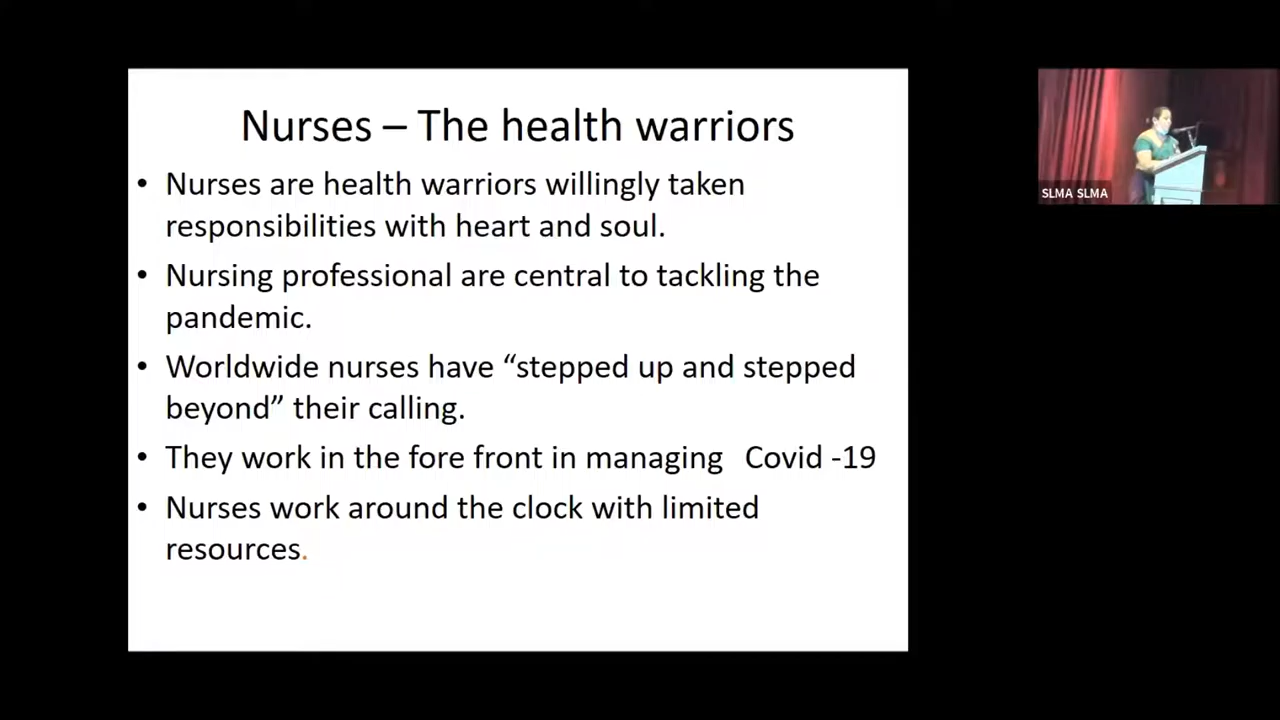 Nurses – The health warriors
• Nurses are health warriors willingly taken
responsibilities with heart and soul.
• Nursing professional are central to tackling the
pandemic.
• Worldwide nurses have “stepped up and stepped
beyond” their calling.
• They work in the fore front in managing Covid -19
• Nurses work around the clock with limited
resources.
SLMA SLMA